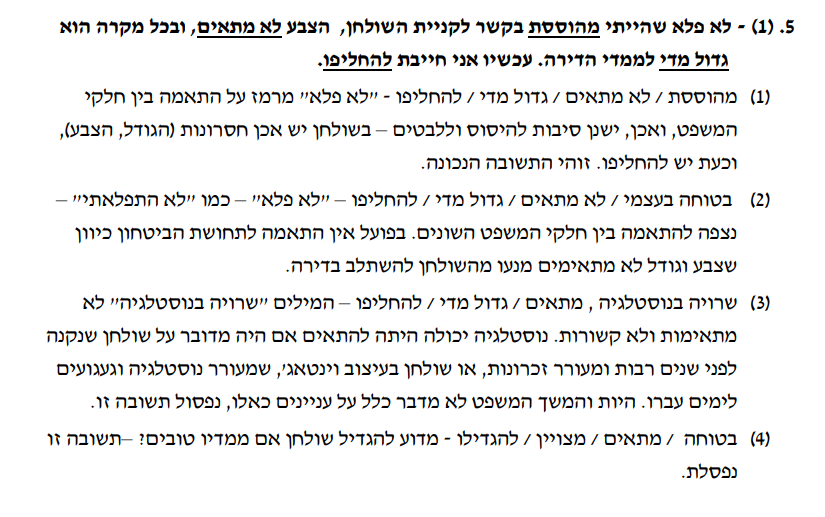 5. (1) - לא פלא שהייתי מהוססת בקשר לקניית השולחן, הצבע לא מתאים, ובכל מקרה הוא
גדול מדי לממדי הדירה. עכשיו אני חייבת להחליפו.
(1) מהוססת / לא מתאים / גדול מדי / להחליפו - "לא פלא" מרמז על התאמה בין חלקי
המשפט, ואכן, ישנן סיבות להיסוס וללבטים – בשולחן יש אכן חסרונות (הגודל, הצבע),
וכעת יש להחליפו. זוהי התשובה הנכונה.
(2) בטוחה בעצמי / לא מתאים / גדול מדי / להחליפו – "לא פלא" – כמו "לא התפלאתי" –
נצפה להתאמה בין חלקי המשפט השונים. בפועל אין התאמה לתחושת הביטחון כיוון
שצבע וגודל לא מתאימים מנעו מהשולחן להשתלב בדירה.
(3) שרויה בנוסטלגיה , מתאים / גדול מדי / להחליפו – המילים "שרויה בנוסטלגיה" לא
מתאימות ולא קשורות. נוסטלגיה יכולה היתה להתאים אם היה מדובר על שולחן שנקנה
לפני שנים רבות ומעורר זכרונות, או שולחן בעיצוב וינטאג', שמעורר נוסטלגיה וגעגועים
לימים עברו. היות והמשך המשפט לא מדבר כלל על עניינים כאלו, נפסול תשובה זו.
(4) בטוחה / מתאים / מצויין / להגדילו - מדוע להגדיל שולחן אם ממדיו טובים? –תשובה זו
נפסלת.